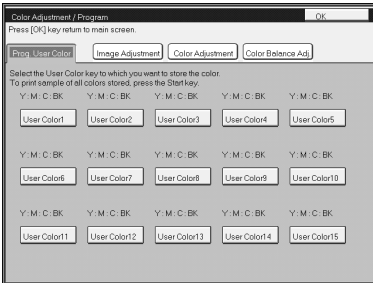 Color Adjustment / Program OK
Press [OK] key return to main screen.
Prog. User Color Image Adjustment Color Adjustment Color Balance Adj.
Select the User Color key to which you want to store the color.
To print sample of all colors stored, press the Start key.
Y : M : C : BK Y : M : C : BK Y : M : C : BK Y : M : C : BK Y : M : C : BK
User Color1 User Color2 User Color3 User Color4 User Color5
Y : M : C : BK Y : M : C : BK Y : M : C : BK Y : M : C : BK Y : M : C : BK
User Color6 User Color7 User Color8 User Color9 User Color10
Y : M : C : BK Y : M : C : BK Y : M : C : BK Y : M : C : BK Y : M : C : BK
User Color11 User Color12 User Color13 User Color14 User Color15